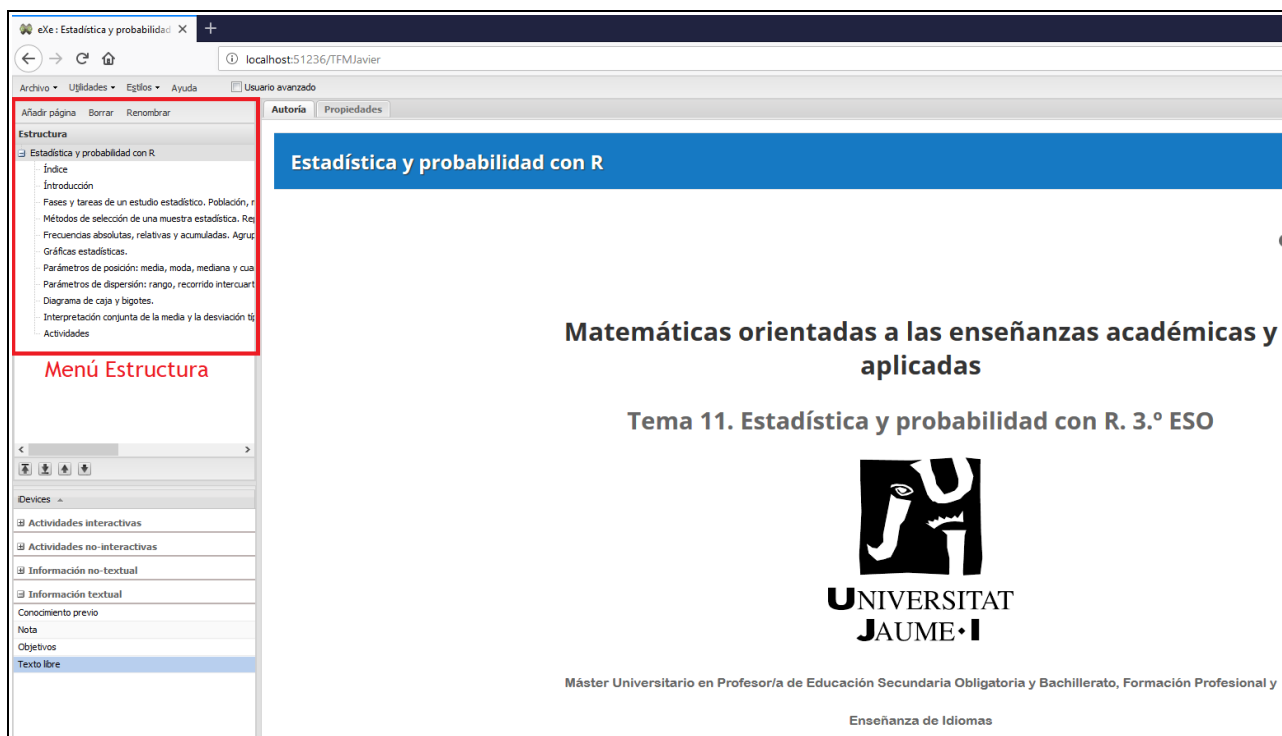 eXe : Estadística y probabilidad
localhost:51236/TFMJavier
Archivo Utilidades Estilos Ayuda Usuario avanzado
Añadir página Borrar Renombrar
Autoría Propiedades
Estructura
Estadística y probabilidad con R
Índice
Íntroducción
Fases y tareas de un estudio estadístico. Población,
Métodos de selección de una muestra estadística.
Frecuencias absolutas, relativas y acumuladas.
Gráficas estadísticas.
Parámetros de posición: media, moda, mediana y
Parámetros de dispersión: rango, recorrido
Diagrama de caja y bigotes.
Interpretación conjunta de la media y la desviación
Actividades
Menú Estructura
iDevices
Actividades interactivas
Actividades no-interactivas
Información no-textual
Información textual
Conocimiento previo
Nota
Objetivos
Texto libre
Estadística y probabilidad con R
Matemáticas orientadas a las enseñanzas académicas y
aplicadas
Tema 11. Estadística y probabilidad con R. 3.º ESO
UNIVERSITAT
JAUME•I
Máster Universitario en Profesor/a de Educación Secundaria Obligatoria y Bachillerato, Formación Profesional y
Enseñanza de Idiomas